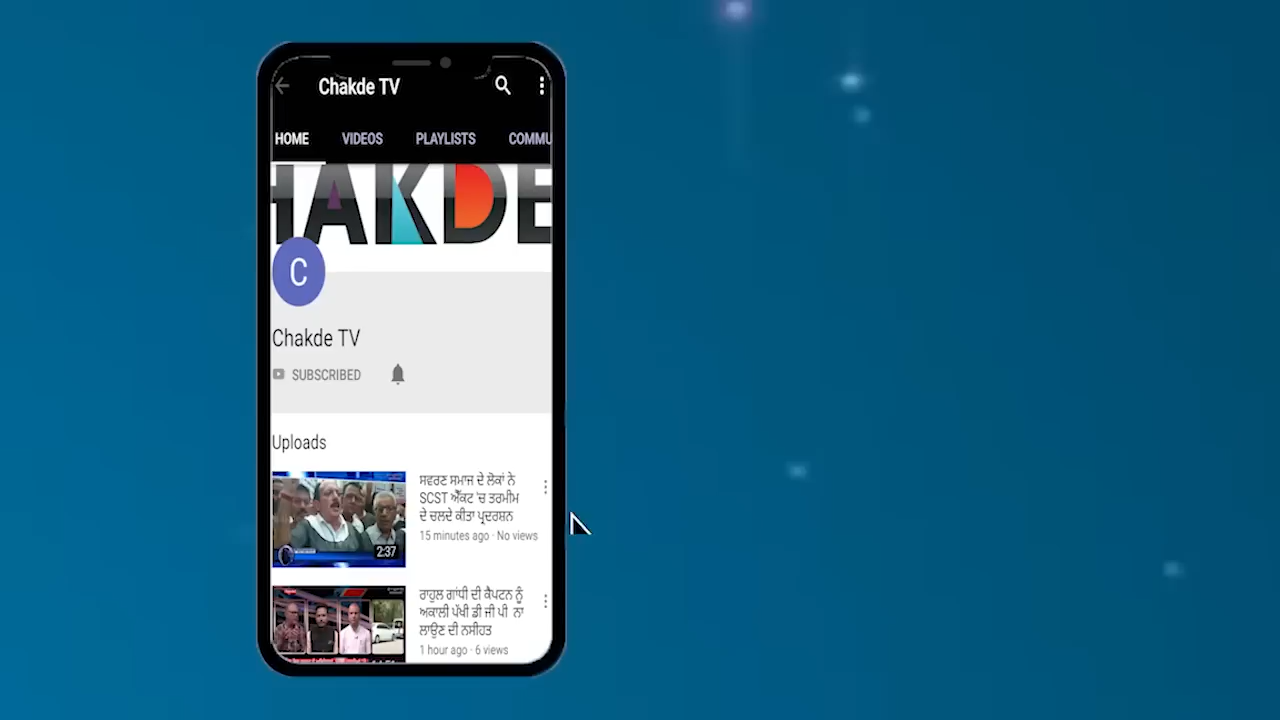 Chakde TV
HOME VIDEOS PLAYLISTS COMMU
HAKDE
C
Chakde TV
SUBSCRIBED
Uploads
ਸਵਰਣ ਸਮਾਜ ਦੇ ਲੋਕਾਂ ਨੇ
SCST ਐਕਟ 'ਚ ਤਰਮੀਮ
ਦੇ ਚਲਦੇ ਕੀਤਾ ਪ੍ਰਦਰਸ਼ਨ
15 minutes ago · No views
2:37
ਰਾਹੁਲ ਗਾਂਧੀ ਦੀ ਕੈਪਟਨ ਨੂੰ
ਅਕਾਲੀ ਪੱਖੀ ਡੀ ਜੀ ਪੀ ਨਾ
ਲਾਉਣ ਦੀ ਨਸੀਹਤ
1 hour ago · 6 views